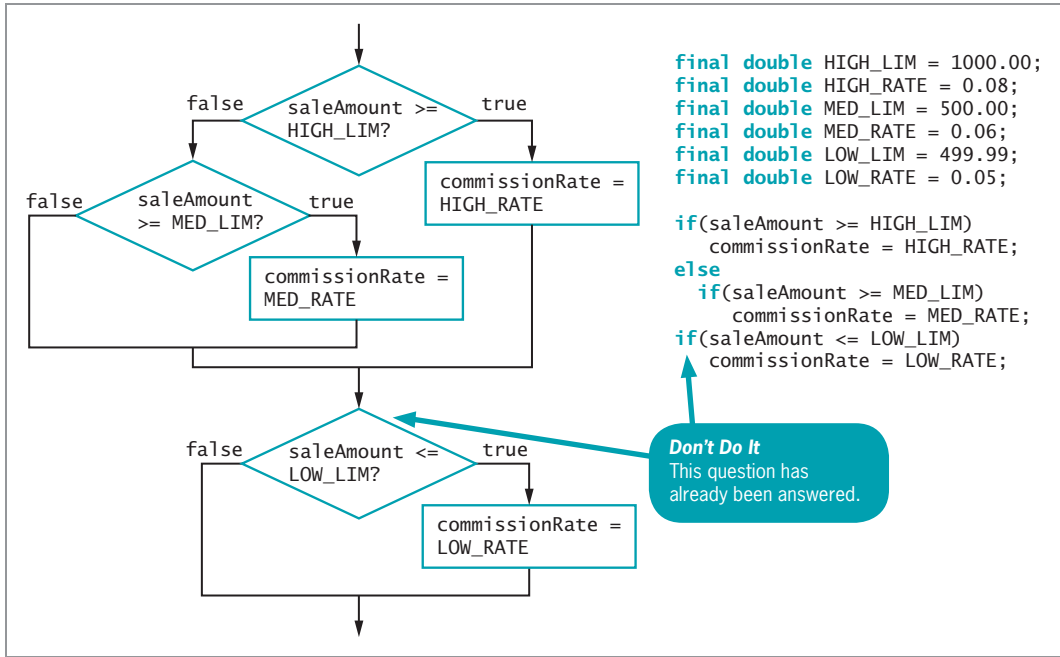 saleAmount >=
HIGH_LIM?
false
true
commissionRate =
HIGH_RATE
saleAmount
>= MED_LIM?
false
true
commissionRate =
MED_RATE
saleAmount <=
LOW_LIM?
false
true
commissionRate =
LOW_RATE
final double HIGH_LIM = 1000.00;
final double HIGH_RATE = 0.08;
final double MED_LIM = 500.00;
final double MED_RATE = 0.06;
final double LOW_LIM = 499.99;
final double LOW_RATE = 0.05;
if(saleAmount >= HIGH_LIM)
commissionRate = HIGH_RATE;
else
if(saleAmount >= MED_LIM)
commissionRate = MED_RATE;
if(saleAmount <= LOW_LIM)
commissionRate = LOW_RATE;
Don't Do It
This question has
already been answered.